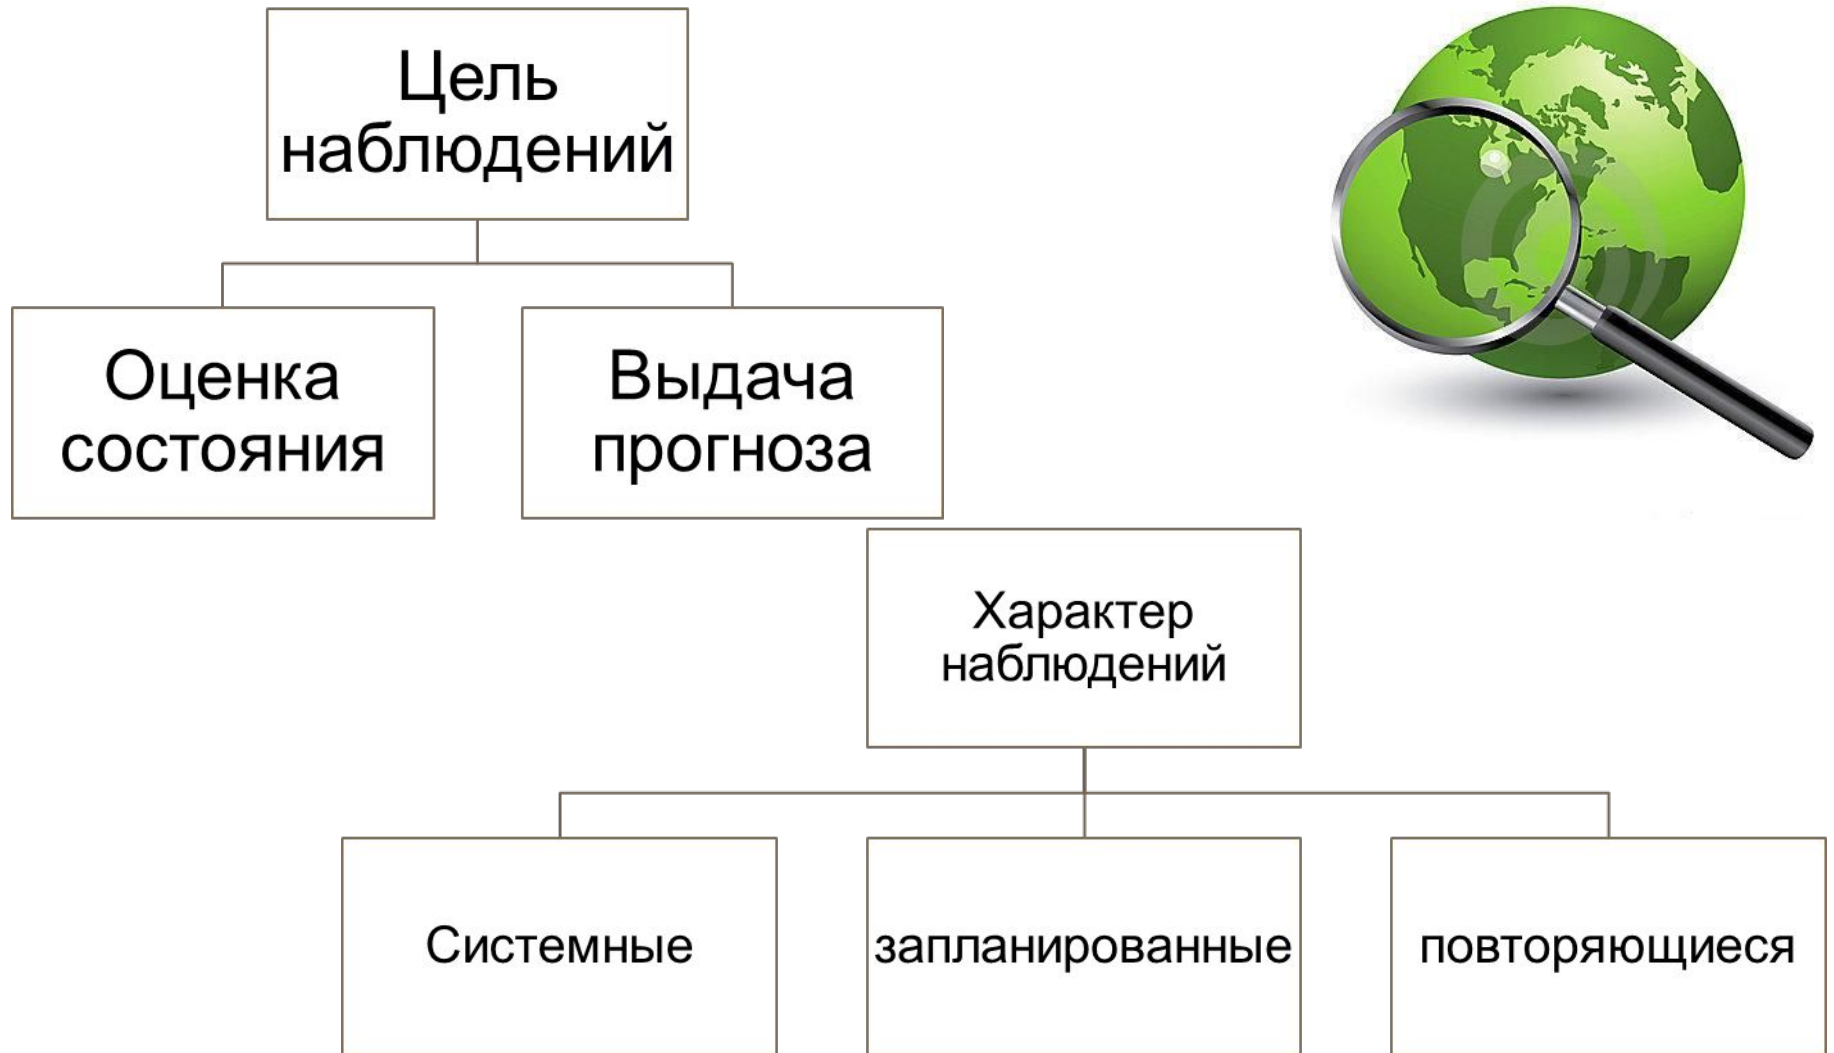 Цель
наблюдений
Оценка
состояния
Выдача
прогноза
Характер
наблюдений
Системные
запланированные
повторяющиеся